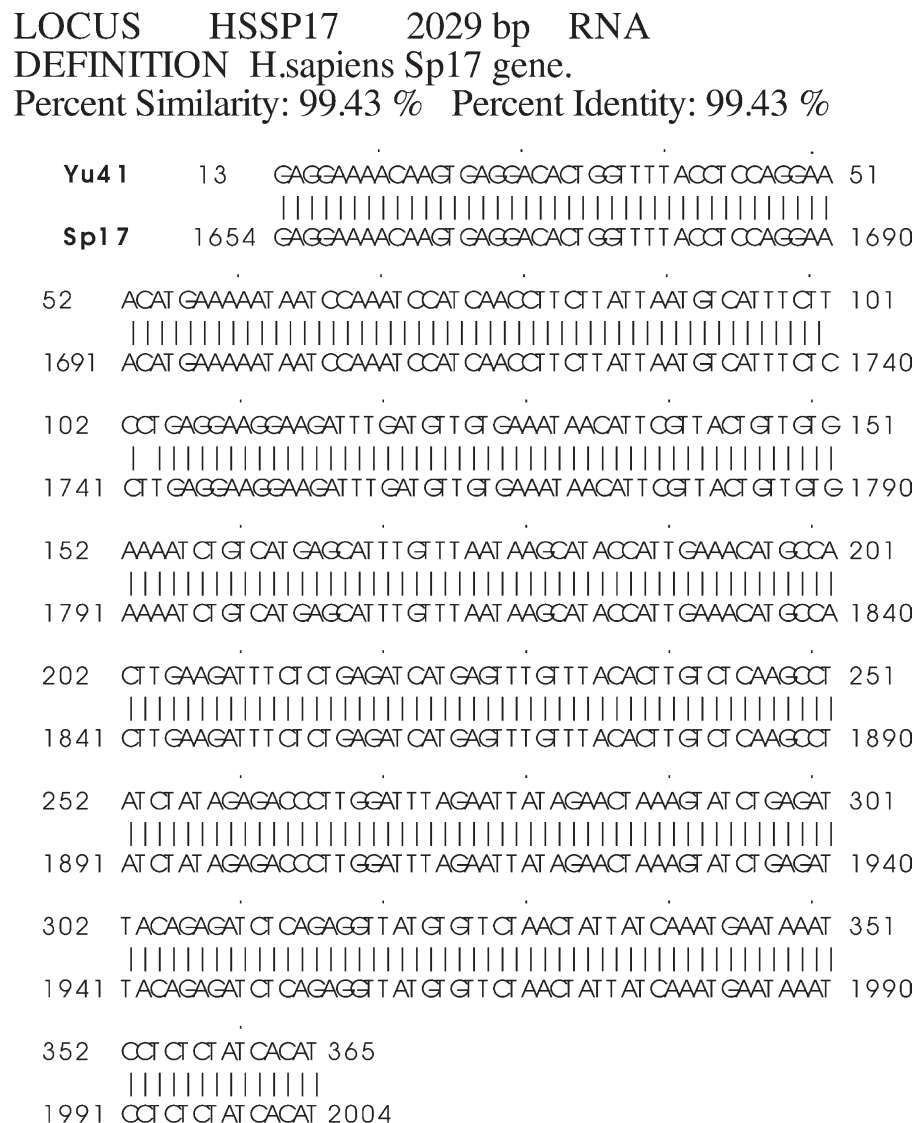 LOCUS HSSP17 2029 bp RNA
DEFINITION H.sapiens Sp17 gene.
Percent Similarity: 99.43 % Percent Identity: 99.43 %
Yu41 13 GAGGAAAACAAGTGAGGACACTGGTTTTACCTCCAGGAA 51
Sp17 1654 GAGGAAAACAAGTGAGGACACTGGTTTTACCTCCAGGAA 1690
52 ACATGAAAAATAATCCAAATCCATCAACCTTCTTATTAATGTCATTTCTT 101
1691 ACATGAAAAATAATCCAAATCCATCAACCTTCTTATTAATGTCATTTCTC 1740
102 CCTGAGGAAGGAAGATTTGATGTTGTGAAATAACATTCGTTACTGTTGTG 151
1741 CTTGAGGAAGGAAGATTTGATGTTGTGAAATAACATTCGTTACTGTTGTG 1790
152 AAAATCTGTCATGAGCATTTGTTTAATAAGCATACCATTGAAACATGCCA 201
1791 AAAATCTGTCATGAGCATTTGTTTAATAAGCATACCATTGAAACATGCCA 1840
202 CTTGAAGATTTCTCTGAGATCATGAGTTTGTTTACACTTGTCTCAAGCCT 251
1841 CTTGAAGATTTCTCTGAGATCATGAGTTTGTTTACACTTGTCTCAAGCCT 1890
252 ATCTATAGAGACCCTTGGATTTAGAATTATAGAACTAAAGTATCTGAGAT 301
1891 ATCTATAGAGACCCTTGGATTTAGAATTATAGAACTAAAGTATCTGAGAT 1940
302 TACAGAGATCTCAGAGGTTATGTGTTCTAACTATTATCAAATGAATAAAT 351
1941 TACAGAGATCTCAGAGGTTATGTGTTCTAACTATTATCAAATGAATAAAT 1990
352 CCTCTCTATCACAT 365
1991 CCTCTCTATCACAT 2004